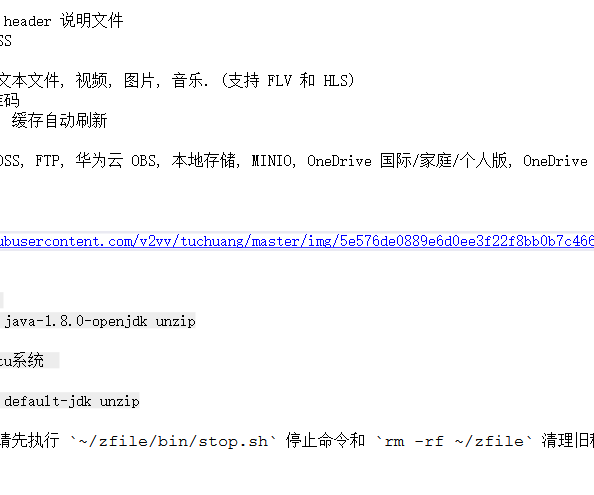 header 说明文件
SS
文本文件, 视频, 图片, 音乐. (支持 FLV 和 HLS)
码
缓存自动刷新
OSS, FTP, 华为云 OBS, 本地存储, MINIO, OneDrive 国际/家庭/个人版, OneDrive
ubusercontent.com/v2vv/tuchuang/master/img/5e576de0889e6d0ee3f22f8bb0b7c466
java-1.8.0-openjdk unzip
tu系统
default-jdk unzip
请先执行 `~/zfile/bin/stop.sh` 停止命令和 `rm -rf ~/zfile` 清理旧